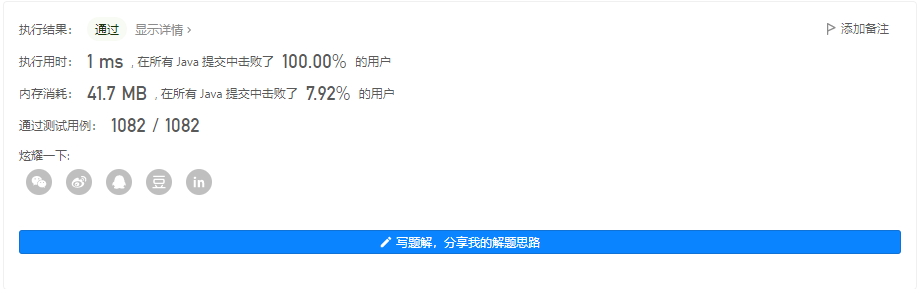 执行结果： 通过 显示详情 › 添加备注
执行用时： 1 ms , 在所有 Java 提交中击败了 100.00% 的用户
内存消耗： 41.7 MB , 在所有 Java 提交中击败了 7.92% 的用户
通过测试用例： 1082 / 1082
炫耀一下:
豆 in
写题解，分享我的解题思路